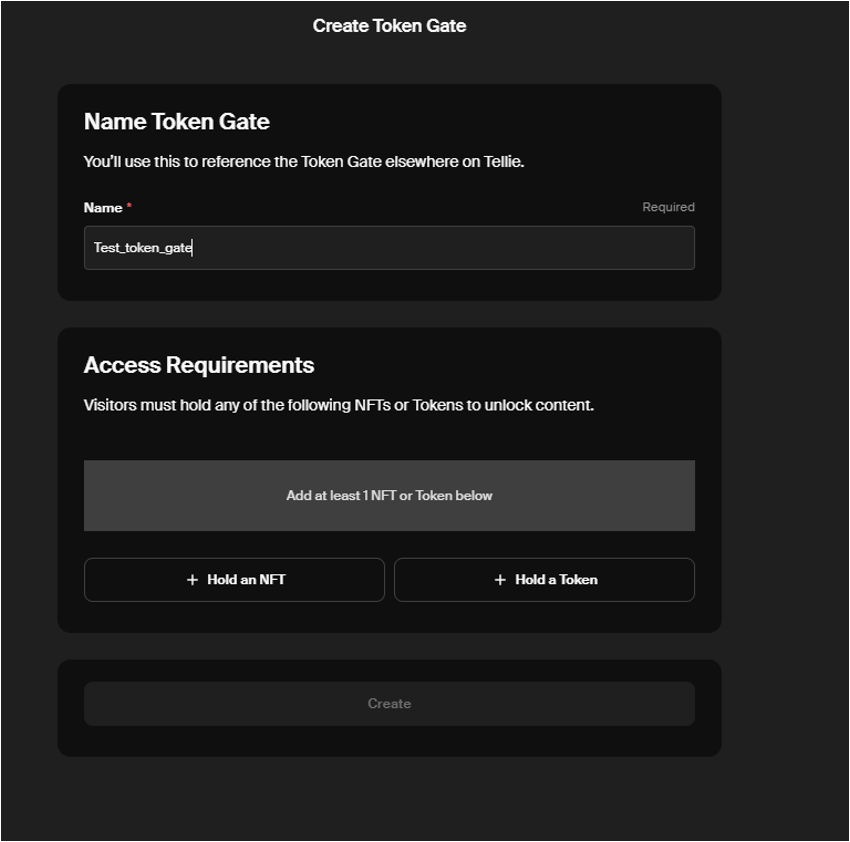 Create Token Gate
Name Token Gate
You'll use this to reference the Token Gate elsewhere on Tellie.
Name * Required
Test_token_gate
Access Requirements
Visitors must hold any of the following NFTs or Tokens to unlock content.
Add at least 1 NFT or Token below
+ Hold an NFT + Hold a Token
Create